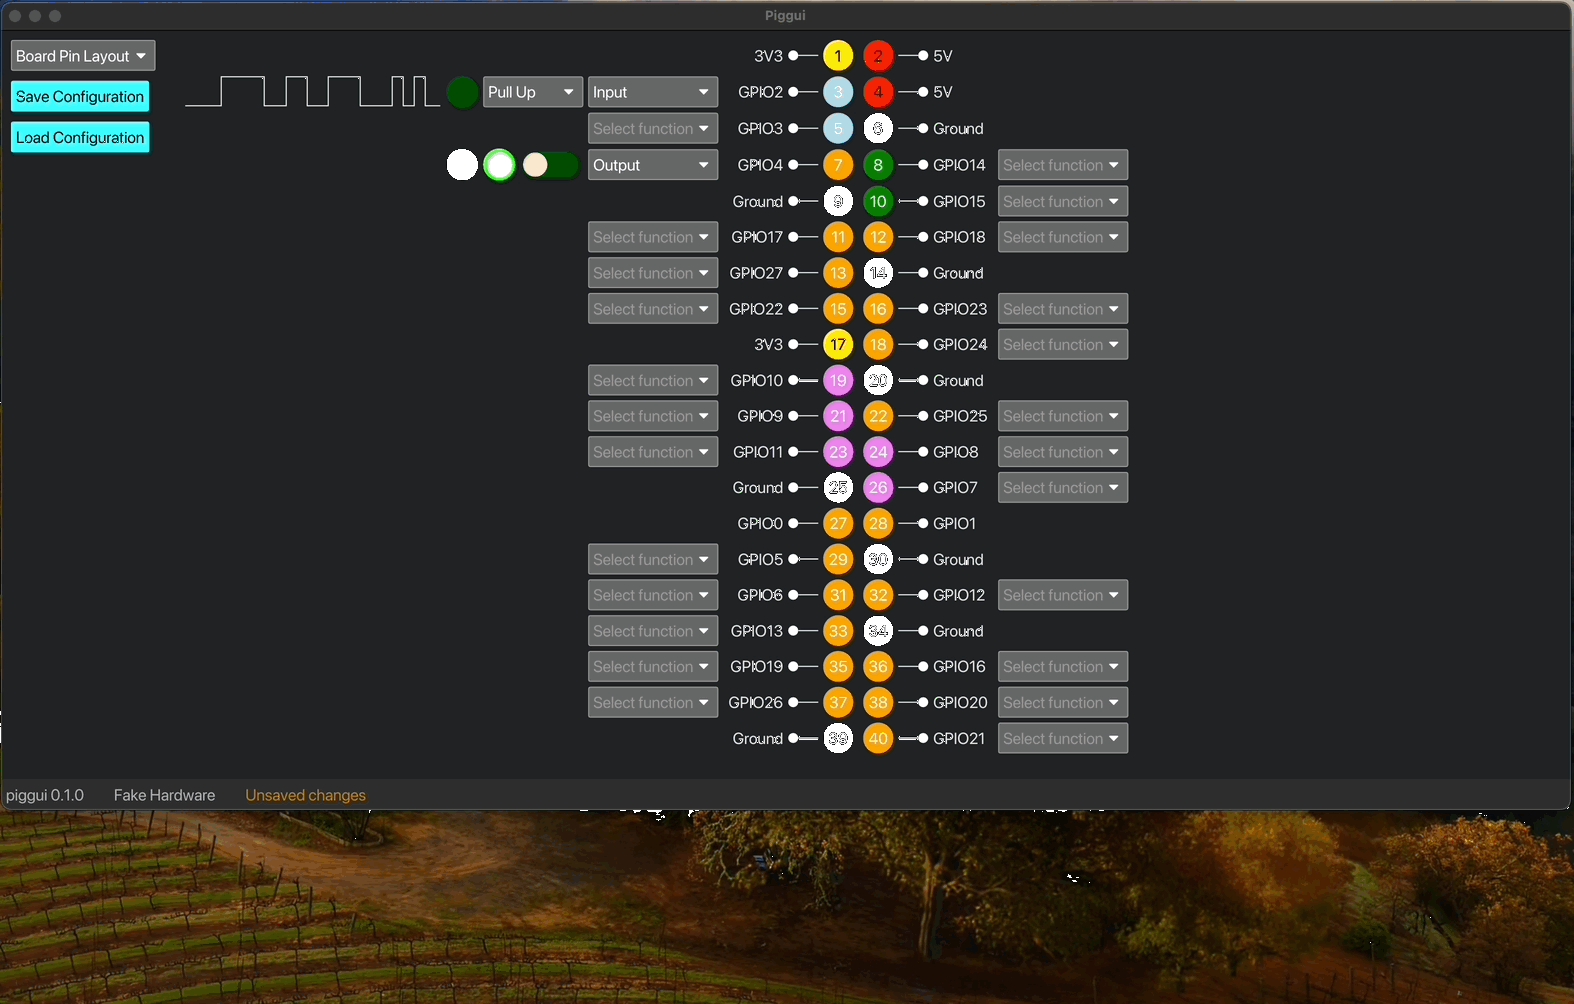 Piggui
Board Pin Layout
3V3 1 2 5V
Save Configuration
Pull Up Input GPIO2 3 4 5V
Load Configuration
Select function GPIO3 5 6 Ground
Output GPIO4 7 8 GPIO14 Select function
Ground 9 10 GPIO15 Select function
Select function GPIO17 11 12 GPIO18 Select function
Select function GPIO27 13 14 Ground
Select function GPIO22 15 16 GPIO23 Select function
3V3 17 18 GPIO24 Select function
Select function GPIO10 19 20 Ground
Select function GPIO9 21 22 GPIO25 Select function
Select function GPIO11 23 24 GPIO8 Select function
Ground 25 26 GPIO7 Select function
GPIO0 27 28 GPIO1
Select function GPIO5 29 30 Ground
Select function GPIO6 31 32 GPIO12 Select function
Select function GPIO13 33 34 Ground
Select function GPIO19 35 36 GPIO16 Select function
Select function GPIO26 37 38 GPIO20 Select function
Ground 39 40 GPIO21 Select function
piggui 0.1.0 Fake Hardware Unsaved changes